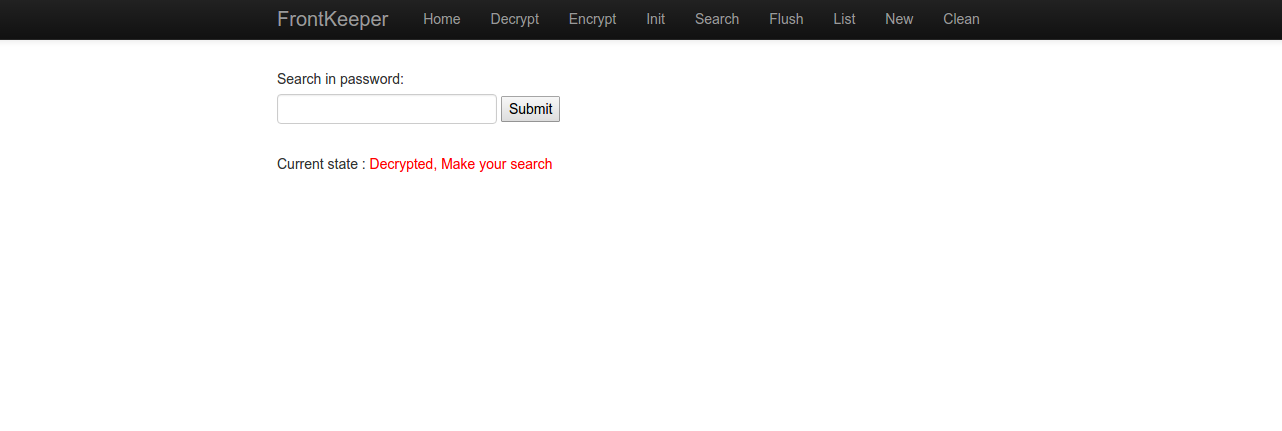 FrontKeeper Home Decrypt Encrypt Init Search Flush List New Clean
Search in password:
Submit
Current state : Decrypted, Make your search